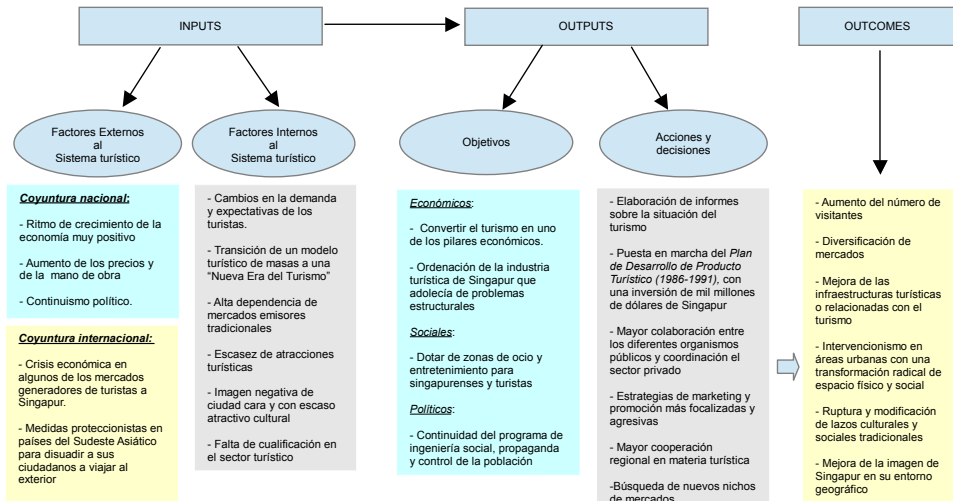 INPUTS
OUTPUTS
OUTCOMES
Factores Externos
al
Sistema turístico
Factores Internos
al
Sistema turístico
Objetivos
Acciones y
decisiones
Coyuntura nacional:
- Ritmo de crecimiento de la
economía muy positivo
- Aumento de los precios y
de la mano de obra
- Continuismo político.
Coyuntura internacional:
- Crisis económica en
algunos de los mercados
generadores de turistas a
Singapur.
- Medidas proteccionistas en
países del Sudeste Asiático
para disuadir a sus
ciudadanos a viajar al
exterior
- Cambios en la demanda
y expectativas de los
turistas.
- Transición de un modelo
turístico de masas a una
“Nueva Era del Turismo”
- Alta dependencia de
mercados emisores
tradicionales
- Escasez de atracciones
turísticas
- Imagen negativa de
ciudad cara y con escaso
atractivo cultural
- Falta de cualificación en
el sector turístico
Económicos:
- Convertir el turismo en uno
de los pilares económicos.
- Ordenación de la industria
turística de Singapur que
adolecía de problemas
estructurales
Sociales:
- Dotar de zonas de ocio y
entretenimiento para
singapurenses y turistas
Políticos:
- Continuidad del programa de
ingeniería social, propaganda
y control de la población
- Elaboración de informes
sobre la situación del
turismo
- Puesta en marcha del Plan
de Desarrollo de Producto
Turístico (1986-1991), con
una inversión de mil millones
de dólares de Singapur
- Mayor colaboración entre
los diferentes organismos
públicos y coordinación el
sector privado
- Estrategias de marketing y
promoción más focalizadas y
agresivas
- Mayor cooperación
regional en materia turística
-Búsqueda de nuevos nichos
de mercados
- Aumento del número de
visitantes
- Diversificación de
mercados
- Mejora de las
infraestructuras turísticas
o relacionadas con el
turismo
- Intervencionismo en
áreas urbanas con una
transformación radical de
espacio físico y social
- Ruptura y modificación
de lazos culturales y
sociales tradicionales
- Mejora de la imagen de
Singapur en su entorno
geográfico